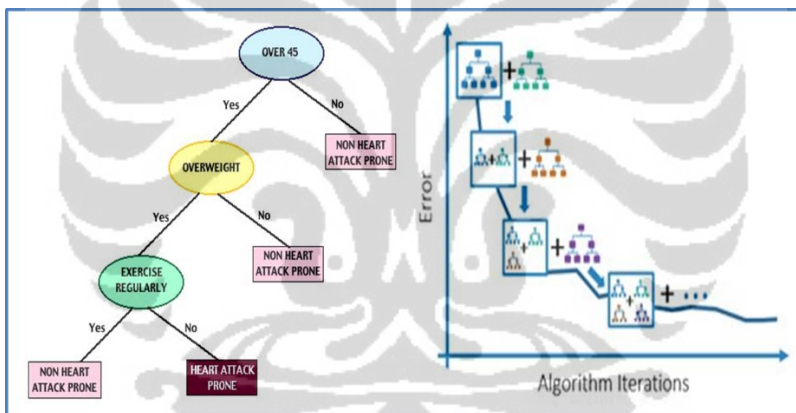 OVER 45
Yes
No
NON HEART
ATTACK PRONE
OVERWEIGHT
Yes
No
NON HEART
ATTACK PRONE
EXERCISE
REGULARLY
Yes
No
NON HEART
ATTACK PRONE
HEART ATTACK
PRONE
Error
+
+
+
+
+
+
+ ...
Algorithm Iterations